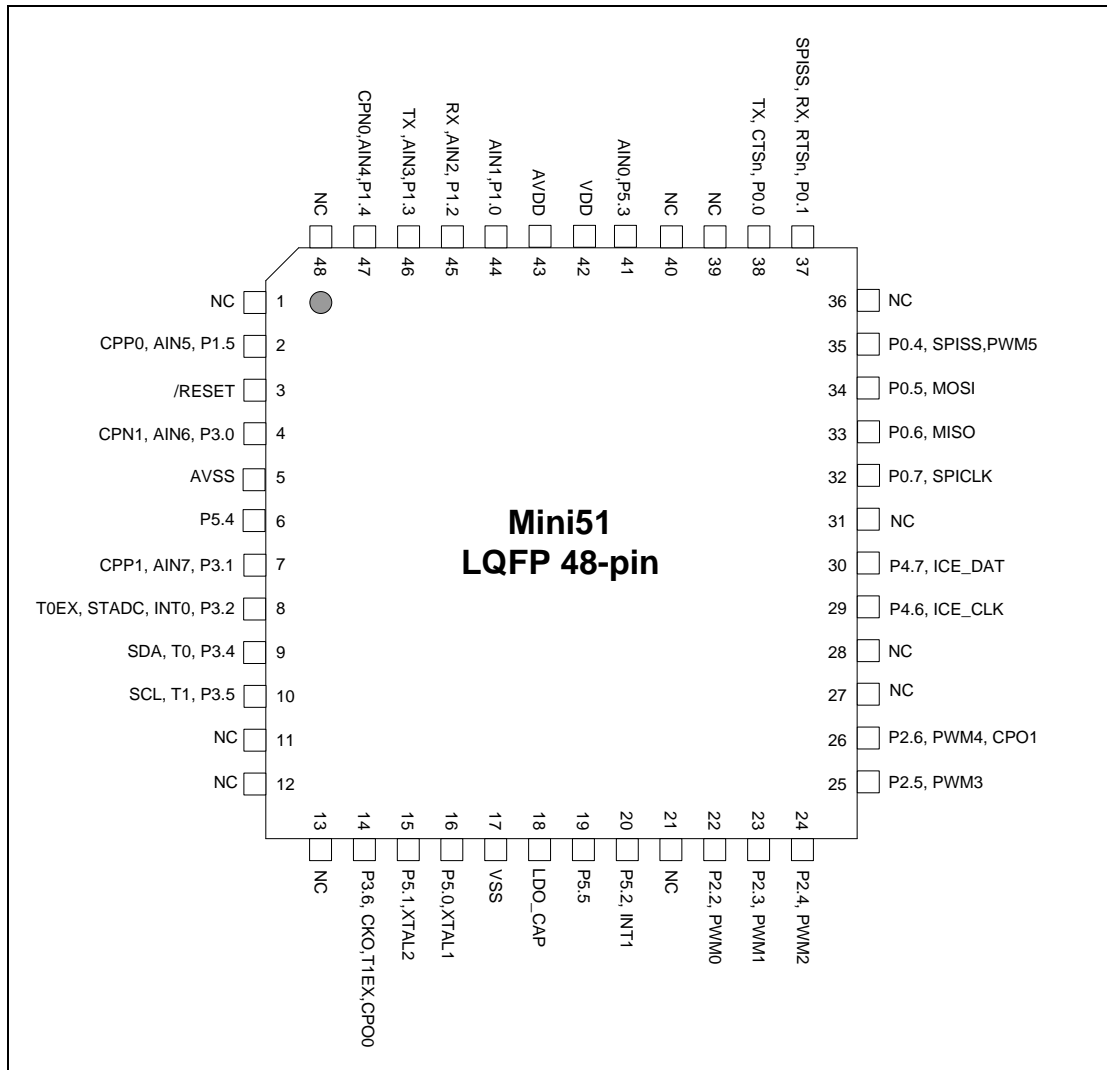 SPISS, RX, RTSn, P0.1
TX, CTSn, P0.0
NC
NC
AIN0,P5.3
VDD
AVDD
AIN1,P1.0
RX ,AIN2, P1.2
TX ,AIN3,P1.3
CPN0,AIN4,P1.4
NC
48
47
46
45
44
43
42
41
40
39
38
37
NC 1
CPP0, AIN5, P1.5 2
/RESET 3
CPN1, AIN6, P3.0 4
AVSS 5
P5.4 6
CPP1, AIN7, P3.1 7
T0EX, STADC, INT0, P3.2 8
SDA, T0, P3.4 9
SCL, T1, P3.5 10
NC 11
NC 12
Mini51
LQFP 48-pin
36 NC
35 P0.4, SPISS,PWM5
34 P0.5, MOSI
33 P0.6, MISO
32 P0.7, SPICLK
31 NC
30 P4.7, ICE_DAT
29 P4.6, ICE_CLK
28 NC
27 NC
26 P2.6, PWM4, CPO1
25 P2.5, PWM3
13 NC
14 P3.6, CKO,T1EX,CPO0
15 P5.1,XTAL2
16 P5.0,XTAL1
17 VSS
18 LDO_CAP
19 P5.5
20 P5.2, INT1
21 NC
22 P2.2, PWM0
23 P2.3, PWM1
24 P2.4, PWM2